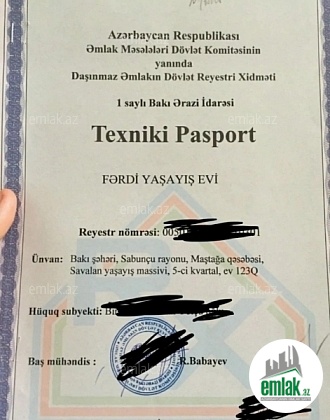 Azərbaycan Respublikası
Əmlak Məsələləri Dövlət Komitəsinin
yanında
Daşınmaz Əmlakın Dövlət Reyestri Xidməti
1 saylı Bakı Ərazi İdarəsi
emlak.az
Texniki Pasport
FƏRDİ YAŞAYIŞ EVİ
Reyestr nömrəsi:
Ünvan: Bakı şəhəri, Sabunçu rayonu, Maştağa qəsəbəsi,
Savalan yaşayış massivi, 5-ci kvartal, ev 123Q
Hüquq subyekti:
Baş mühəndis : R.Babayev
emlak.az